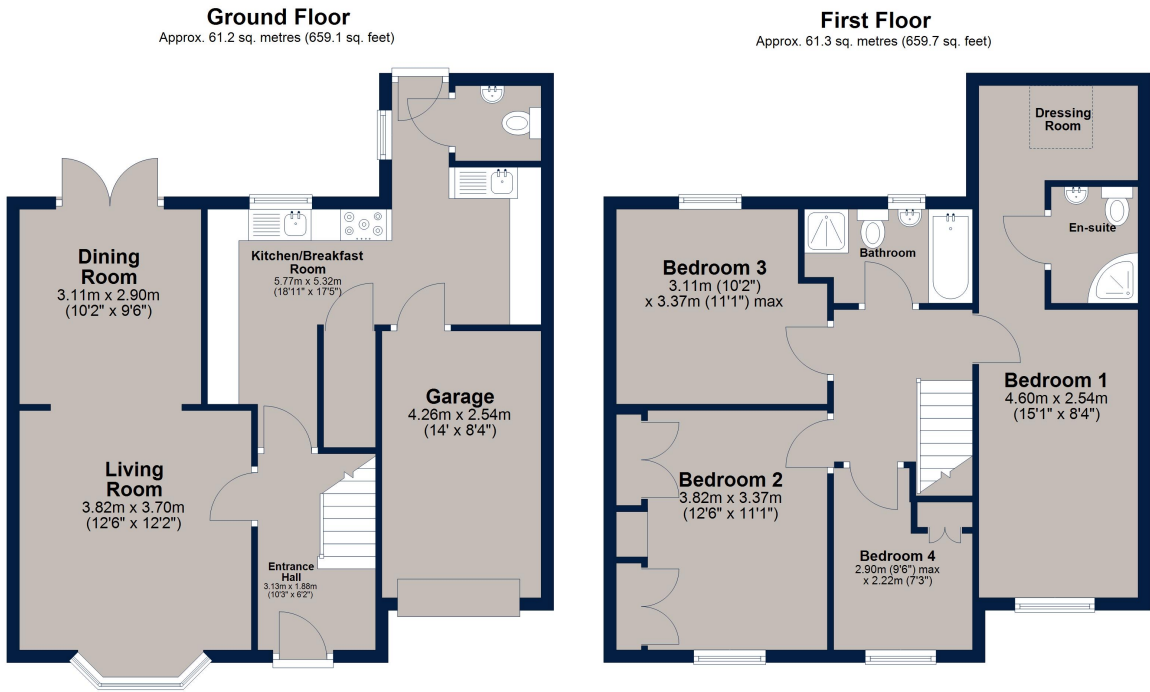 Ground Floor
Approx. 61.2 sq. metres (659.1 sq. feet)
Dining
Room
3.11m x 2.90m
(10'2" x 9'6")
Kitchen/Breakfast
Room
5.77m x 5.32m
(18'11" x 17'5")
Garage
4.26m x 2.54m
(14' x 8'4")
Living
Room
3.82m x 3.70m
(12'6" x 12'2")
Entrance
Hall
3.13m x 1.88m
(10'3" x 6'2")
First Floor
Approx. 61.3 sq. metres (659.7 sq. feet)
Dressing
Room
En-suite
Bathroom
Bedroom 3
3.11m (10'2")
x 3.37m (11'1") max
Bedroom 1
4.60m x 2.54m
(15'1" x 8'4")
Bedroom 2
3.82m x 3.37m
(12'6" x 11'1")
Bedroom 4
2.90m (9'6") max
x 2.22m (7'3")